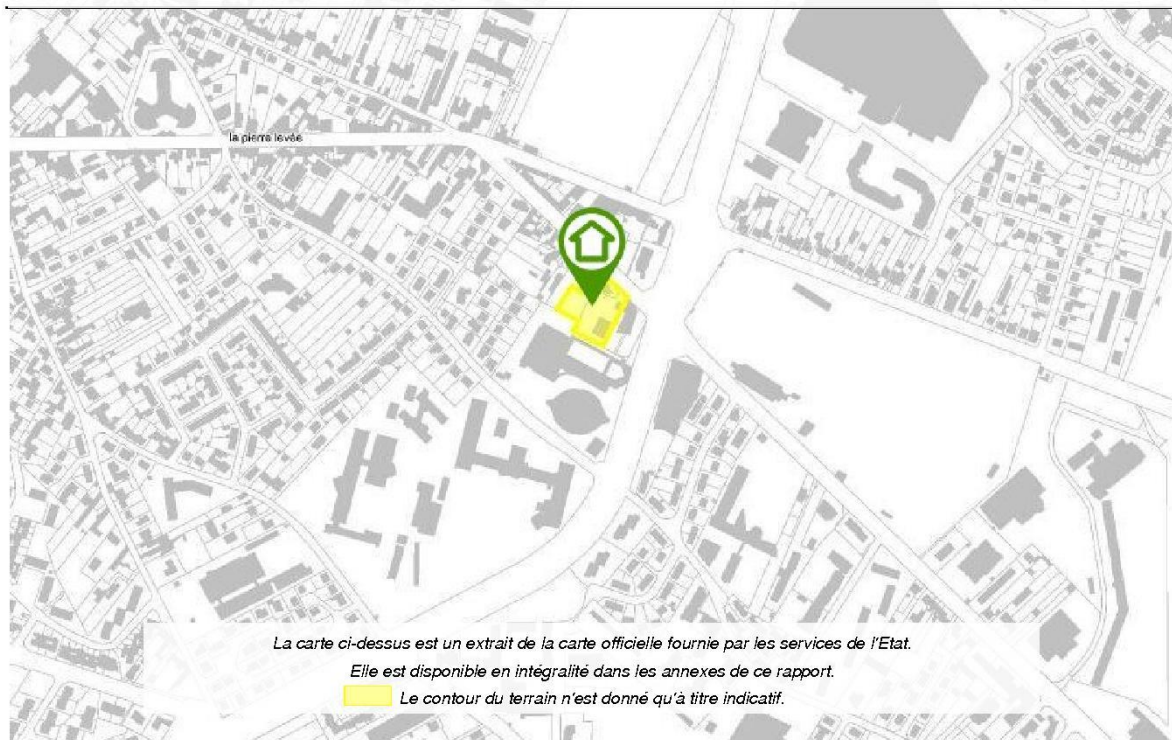 la pierre levée
La carte ci-dessus est un extrait de la carte officielle fournie par les services de l'Etat.
Elle est disponible en intégralité dans les annexes de ce rapport.
Le contour du terrain n'est donné qu'à titre indicatif.